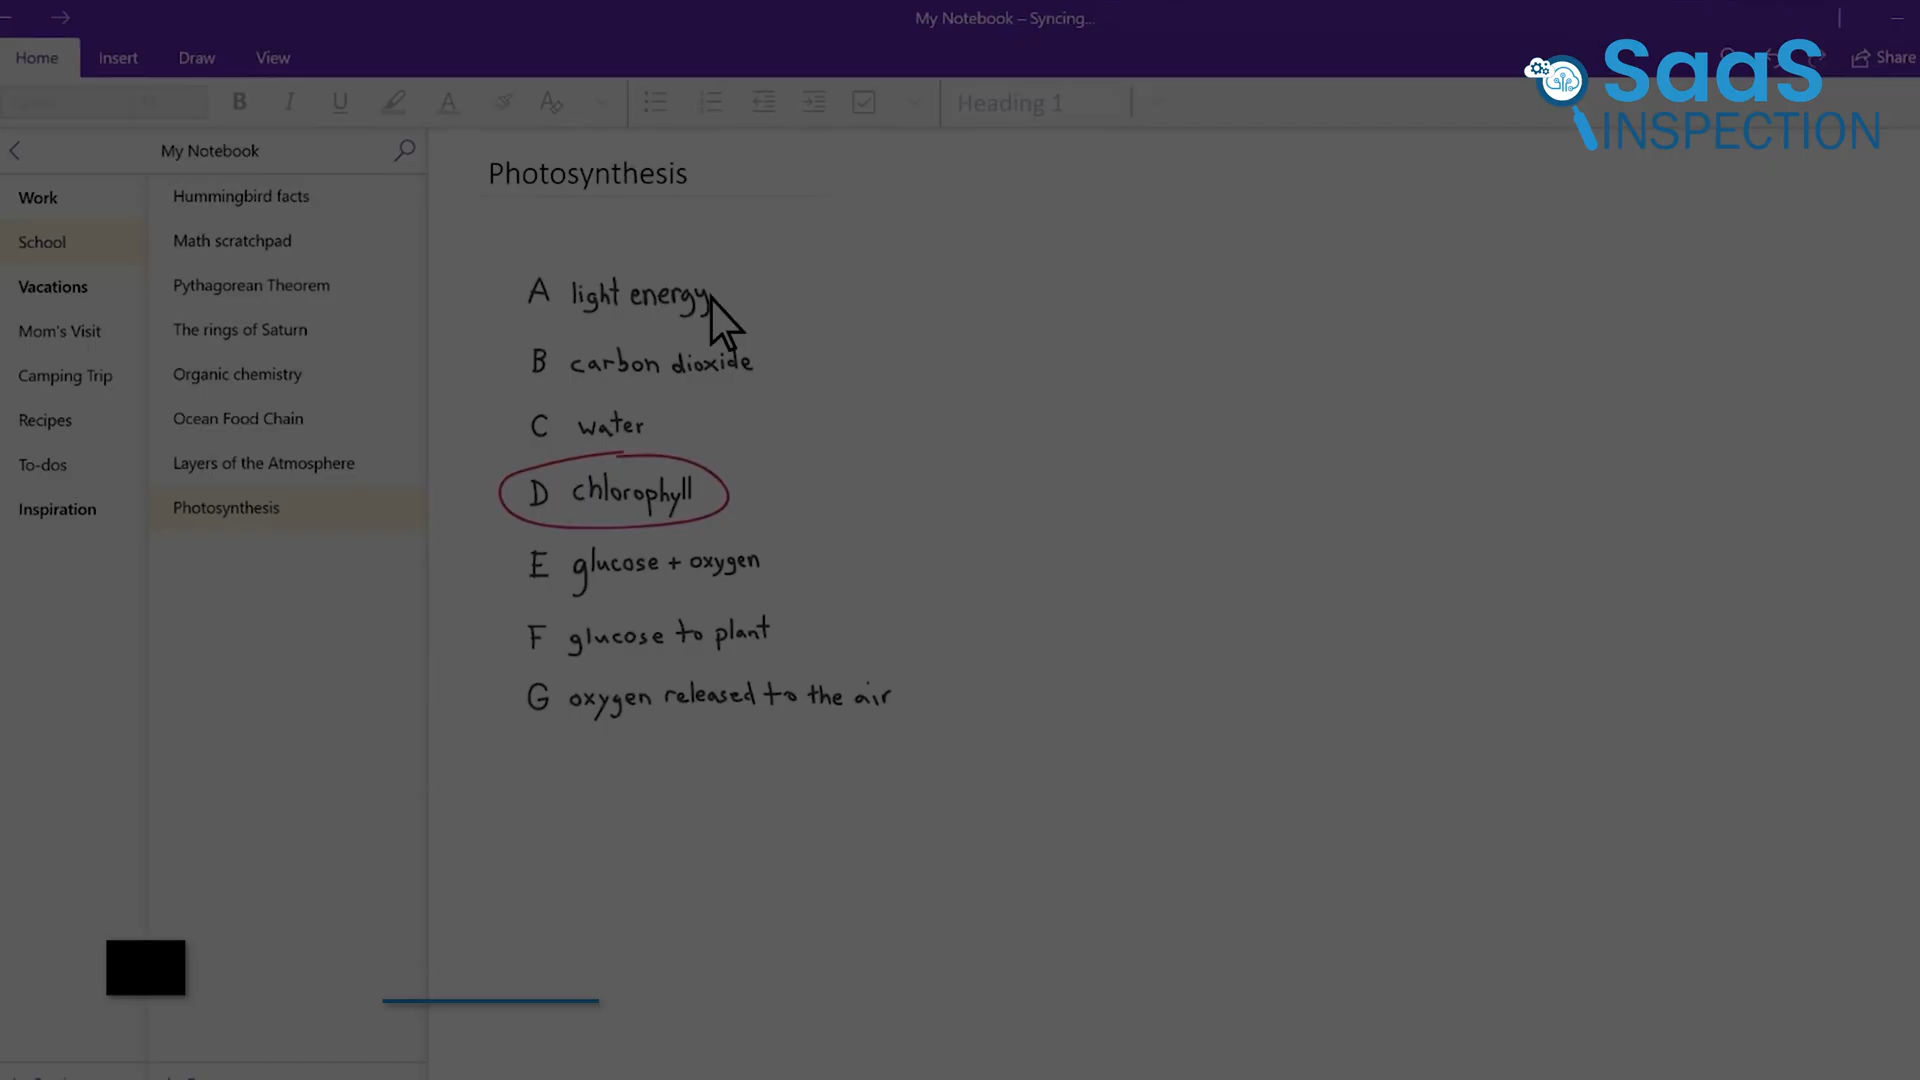 My Notebook – Syncing...
Home Insert Draw View
Share
SaaS
INSPECTION
B I U A A Heading 1
My Notebook
Work
School
Vacations
Mom's Visit
Camping Trip
Recipes
To-dos
Inspiration
Hummingbird facts
Math scratchpad
Pythagorean Theorem
The rings of Saturn
Organic chemistry
Ocean Food Chain
Layers of the Atmosphere
Photosynthesis
Photosynthesis
A light energy
B carbon dioxide
C water
D chlorophyll
E glucose + oxygen
F glucose to plant
G oxygen released to the air